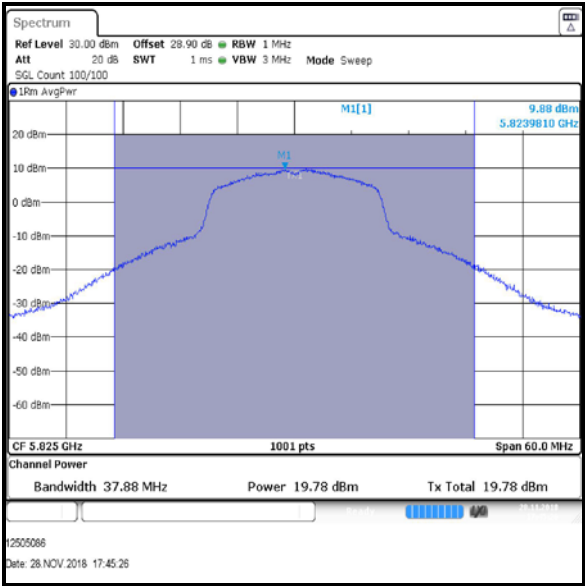 Spectrum
Ref Level 30.00 dBm Offset 28.90 dB RBW 1 MHz
Att 20 dB SWT 1 ms VBW 3 MHz Mode Sweep
SGL Count 100/100
1Rm AvgPwr
M1[1] 9.88 dBm
5.8239810 GHz
20 dBm
M1
10 dBm
0 dBm
-10 dBm
-20 dBm
-30 dBm
-40 dBm
-50 dBm
-60 dBm
CF 5.825 GHz 1001 pts Span 60.0 MHz
Channel Power
Bandwidth 37.88 MHz Power 19.78 dBm Tx Total 19.78 dBm
12505086
Date: 28.NOV.2018 17:45:26